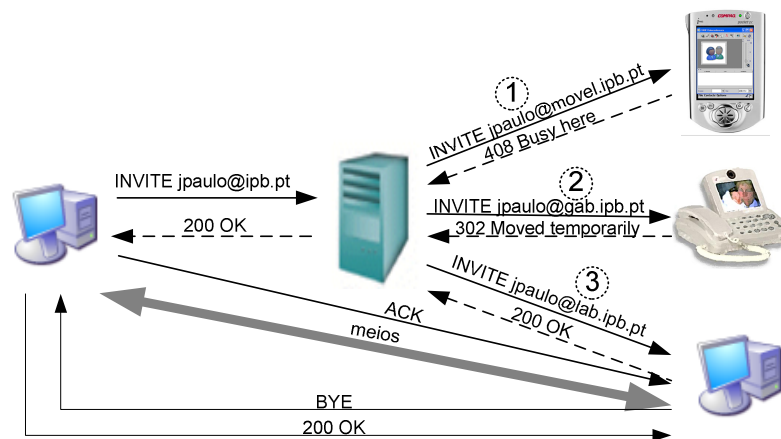 COMPAQ
1
INVITE jpaulo@movel.ipb.pt
408 Busy here
INVITE jpaulo@ipb.pt
200 OK
2
INVITE jpaulo@gab.ipb.pt
302 Moved temporarily
3
INVITE jpaulo@lab.ipb.pt
200 OK
ACK
meios
BYE
200 OK